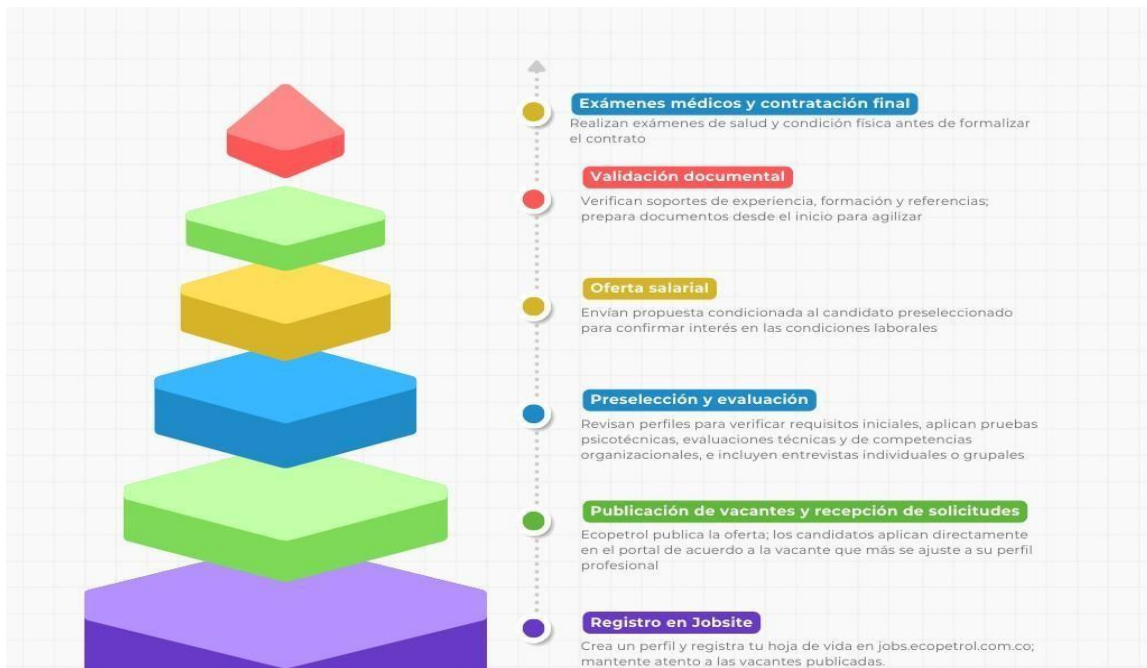 Exámenes médicos y contratación final
Realizan exámenes de salud y condición física antes de formalizar
el contrato
Validación documental
Verifican soportes de experiencia, formación y referencias;
prepara documentos desde el inicio para agilizar
Oferta salarial
Envían propuesta condicionada al candidato preseleccionado
para confirmar interés en las condiciones laborales
Preselección y evaluación
Revisan perfiles para verificar requisitos iniciales, aplican pruebas
psicotécnicas, evaluaciones técnicas y de competencias
organizacionales, e incluyen entrevistas individuales o grupales
Publicación de vacantes y recepción de solicitudes
Ecopetrol publica la oferta; los candidatos aplican directamente
en el portal de acuerdo a la vacante que más se ajuste a su perfil
profesional
Registro en Jobsite
Crea un perfil y registra tu hoja de vida en jobs.ecopetrol.com.co;
mantente atento a las vacantes publicadas.